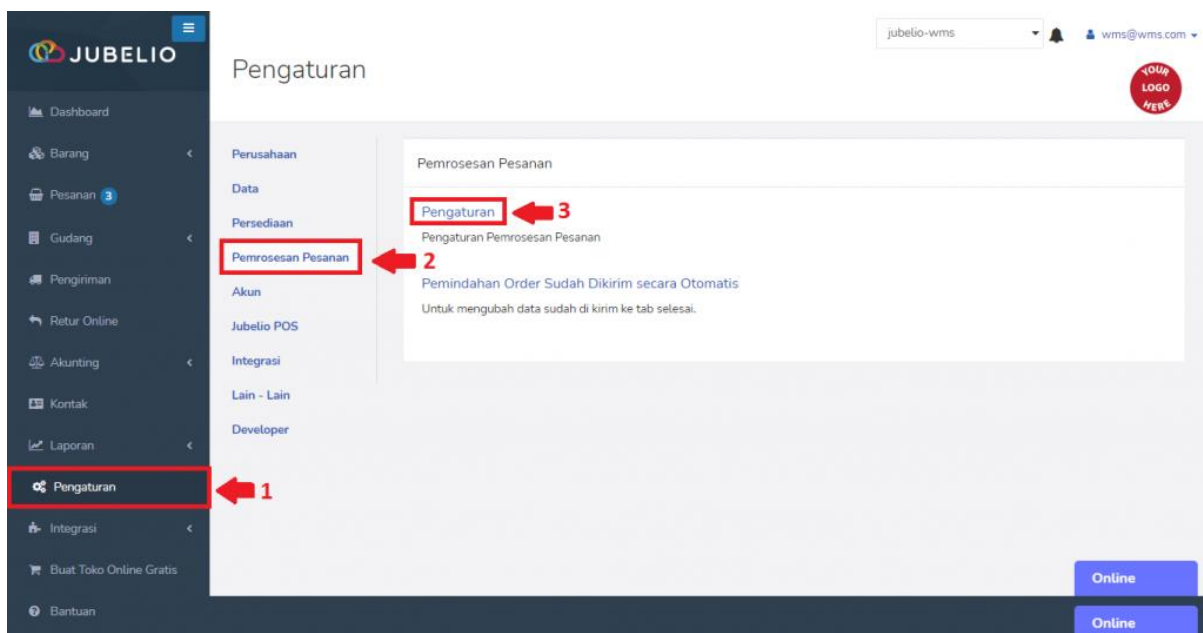 JUBELIO
jubelio-wms
wms@wms.com
Pengaturan
YOUR
LOGO
HERE
Dashboard
Barang
Pesanan 3
Gudang
Pengiriman
Retur Online
Akunting
Kontak
Laporan
Pengaturan
1
Integrasi
Buat Toko Online Gratis
Bantuan
Perusahaan
Data
Persediaan
Pemrosesan Pesanan
2
Akun
Jubelio POS
Integrasi
Lain - Lain
Developer
Pemrosesan Pesanan
Pengaturan
3
Pengaturan Pemrosesan Pesanan
Pemindahan Order Sudah Dikirim secara Otomatis
Untuk mengubah data sudah di kirim ke tab selesai.
Online
Online